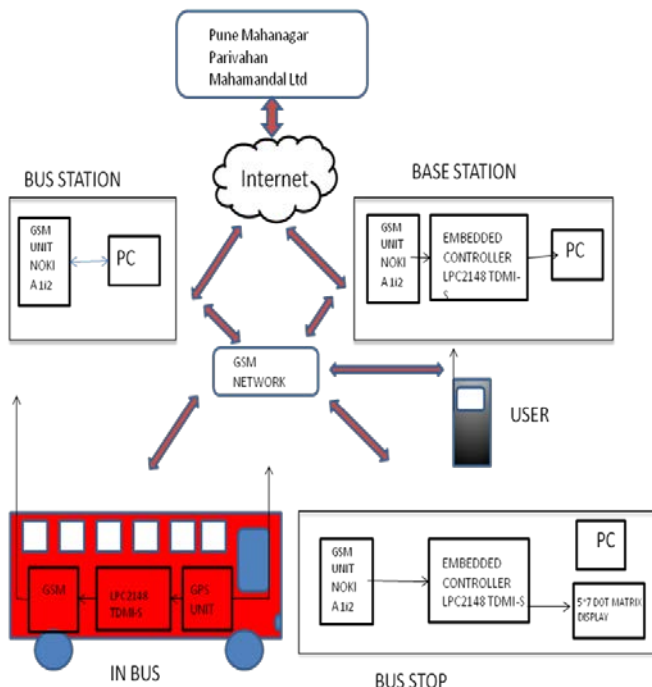 Pune Mahanagar
Parivahan
Mahamandal Ltd
Internet
BUS STATION
GSM
UNIT
NOKI
A 1i2
PC
BASE STATION
GSM
UNIT
NOKI
A 1i2
EMBEDDED
CONTROLLER
LPC2148 TDMI-
S
PC
GSM
NETWORK
USER
GSM
LPC2148
TDMI-S
GPS
UNIT
IN BUS
GSM
UNIT
NOKI
A 1i2
EMBEDDED
CONTROLLER
LPC2148 TDMI-S
PC
5*7 DOT MATRIX
DISPLAY
BUS STOP